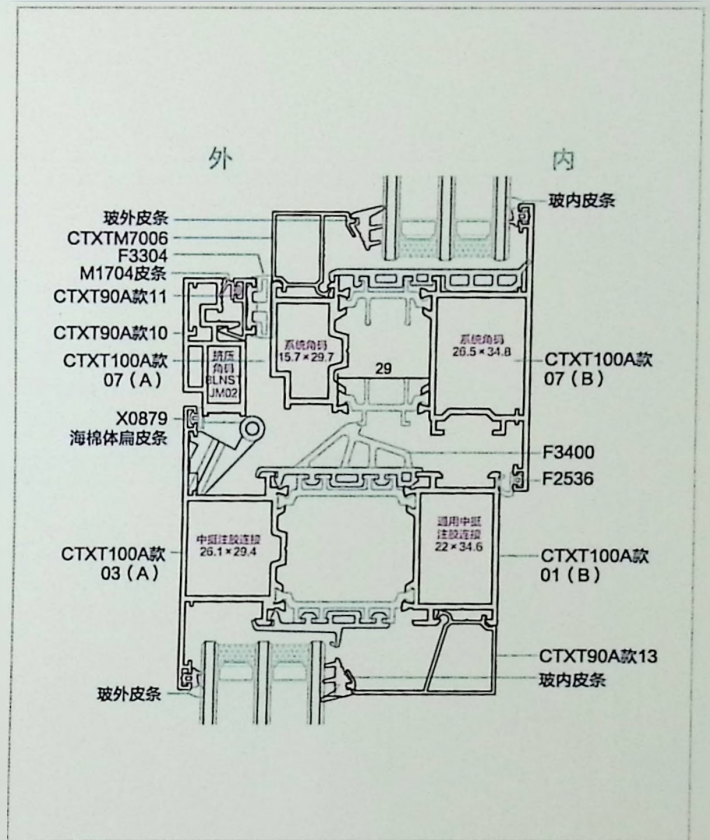 外
内
玻外皮条
玻内皮条
CTXTM7006
F3304
M1704皮条
CTXT90A款11
CTXT90A款10
CTXT100A款
07（A）
挤压
角码
BLNST
JM02
系统角码
15.7×29.7
29
系统角码
26.5×34.8
CTXT100A款
07（B）
X0879
海棉体扁皮条
F3400
F2536
CTXT100A款
03（A）
中挺注胶连接
26.1×29.4
通用中挺
注胶连接
22×34.6
CTXT100A款
01（B）
CTXT90A款13
玻内皮条
玻外皮条